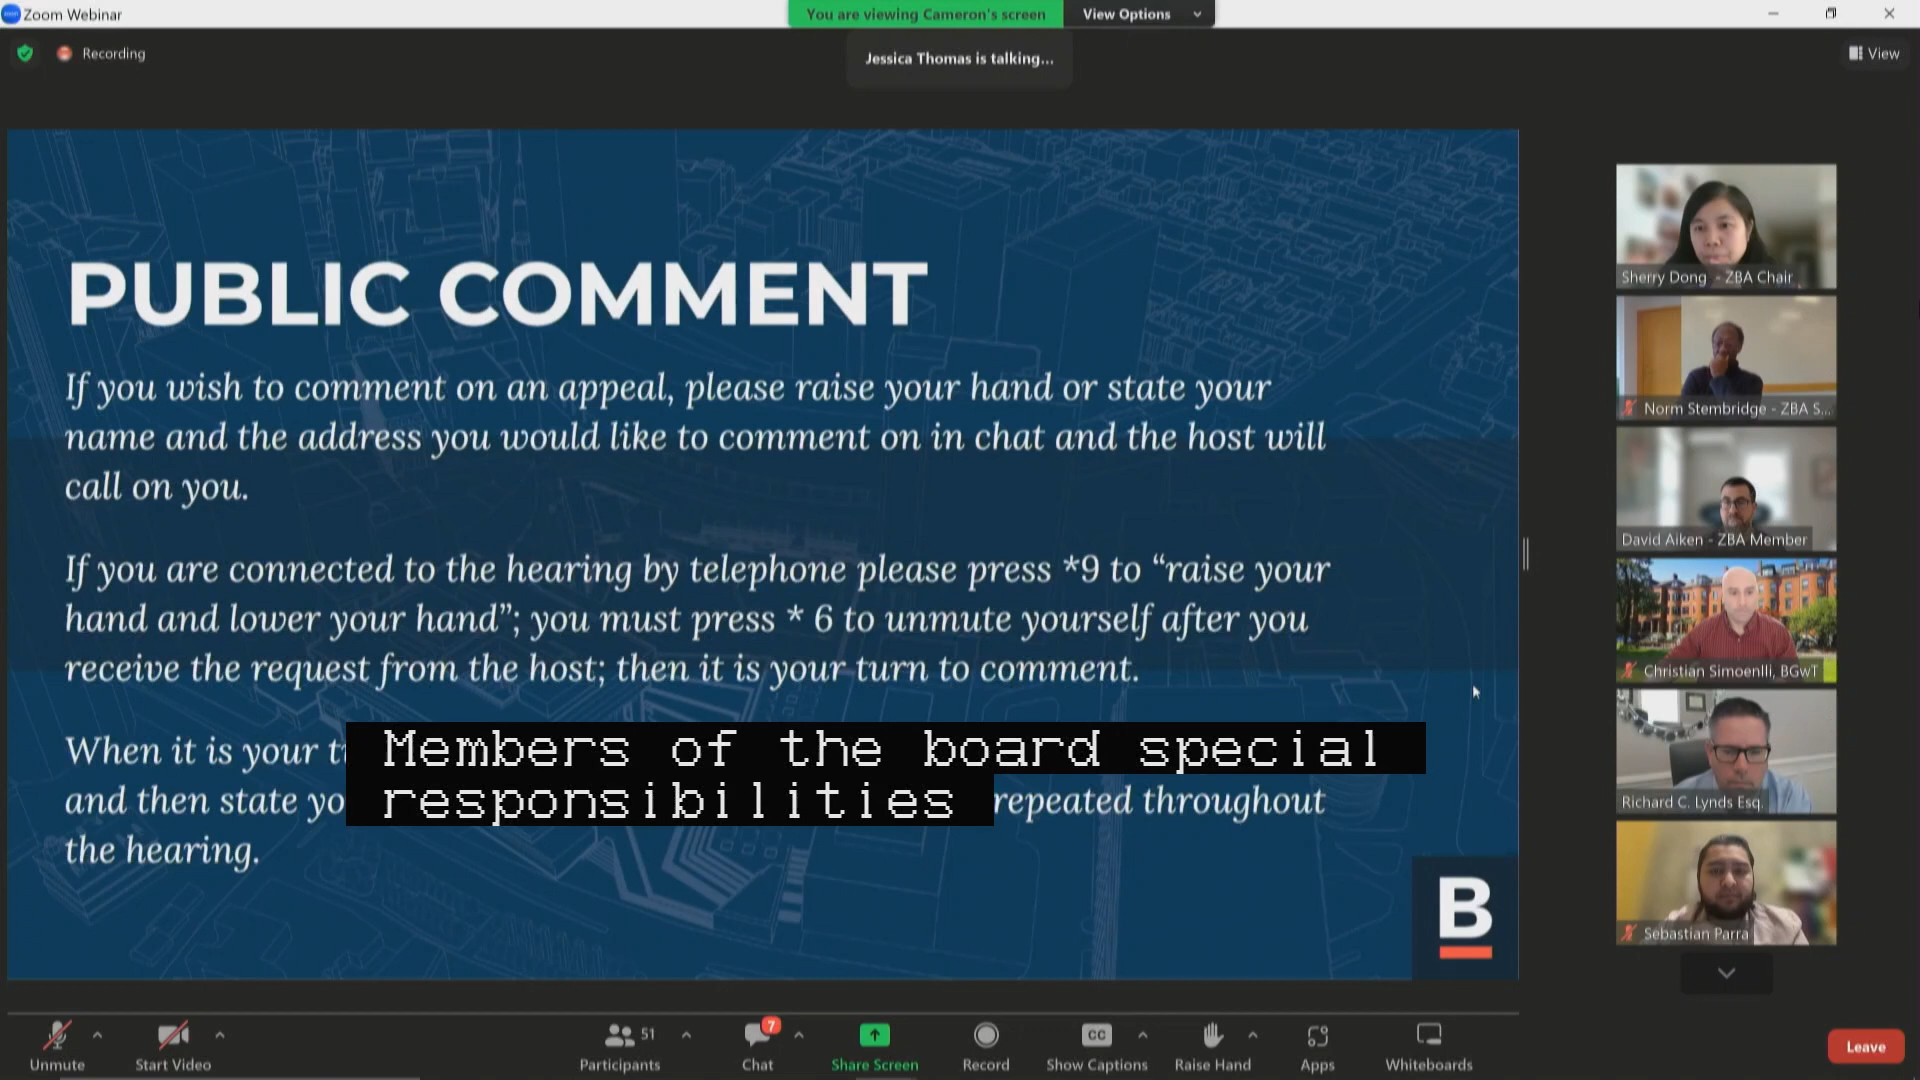 Zoom Webinar
You are viewing Cameron's screen
View Options
Recording
Jessica Thomas is talking...
View
PUBLIC COMMENT
If you wish to comment on an appeal, please raise your hand or state your
name and the address you would like to comment on in chat and the host will
call on you.
If you are connected to the hearing by telephone please press *9 to “raise your
hand and lower your hand”; you must press * 6 to unmute yourself after you
receive the request from the host; then it is your turn to comment.
When it is your
and then state repeated throughout
the hearing.
Members of the board special
responsibilities
B
Sherry Dong - ZBA Chair
Norm Stembridge - ZBA S...
David Aiken - ZBA Member
Christian Simoenlli, BGwT
Richard C. Lynds Esq.
Sebastian Parra
Unmute
Start Video
51
Participants
7
Chat
Share Screen
Record
CC
Show Captions
Raise Hand
Apps
Whiteboards
Leave